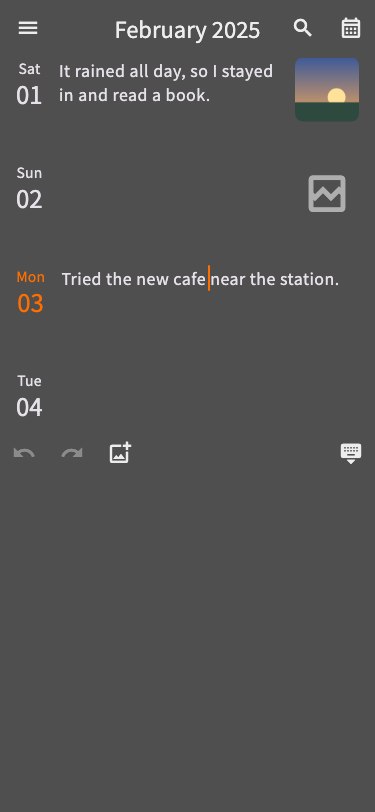 February 2025
Sat
01
It rained all day, so I stayed
in and read a book.
Sun
02
Mon
03
Tried the new cafe near the station.
Tue
04